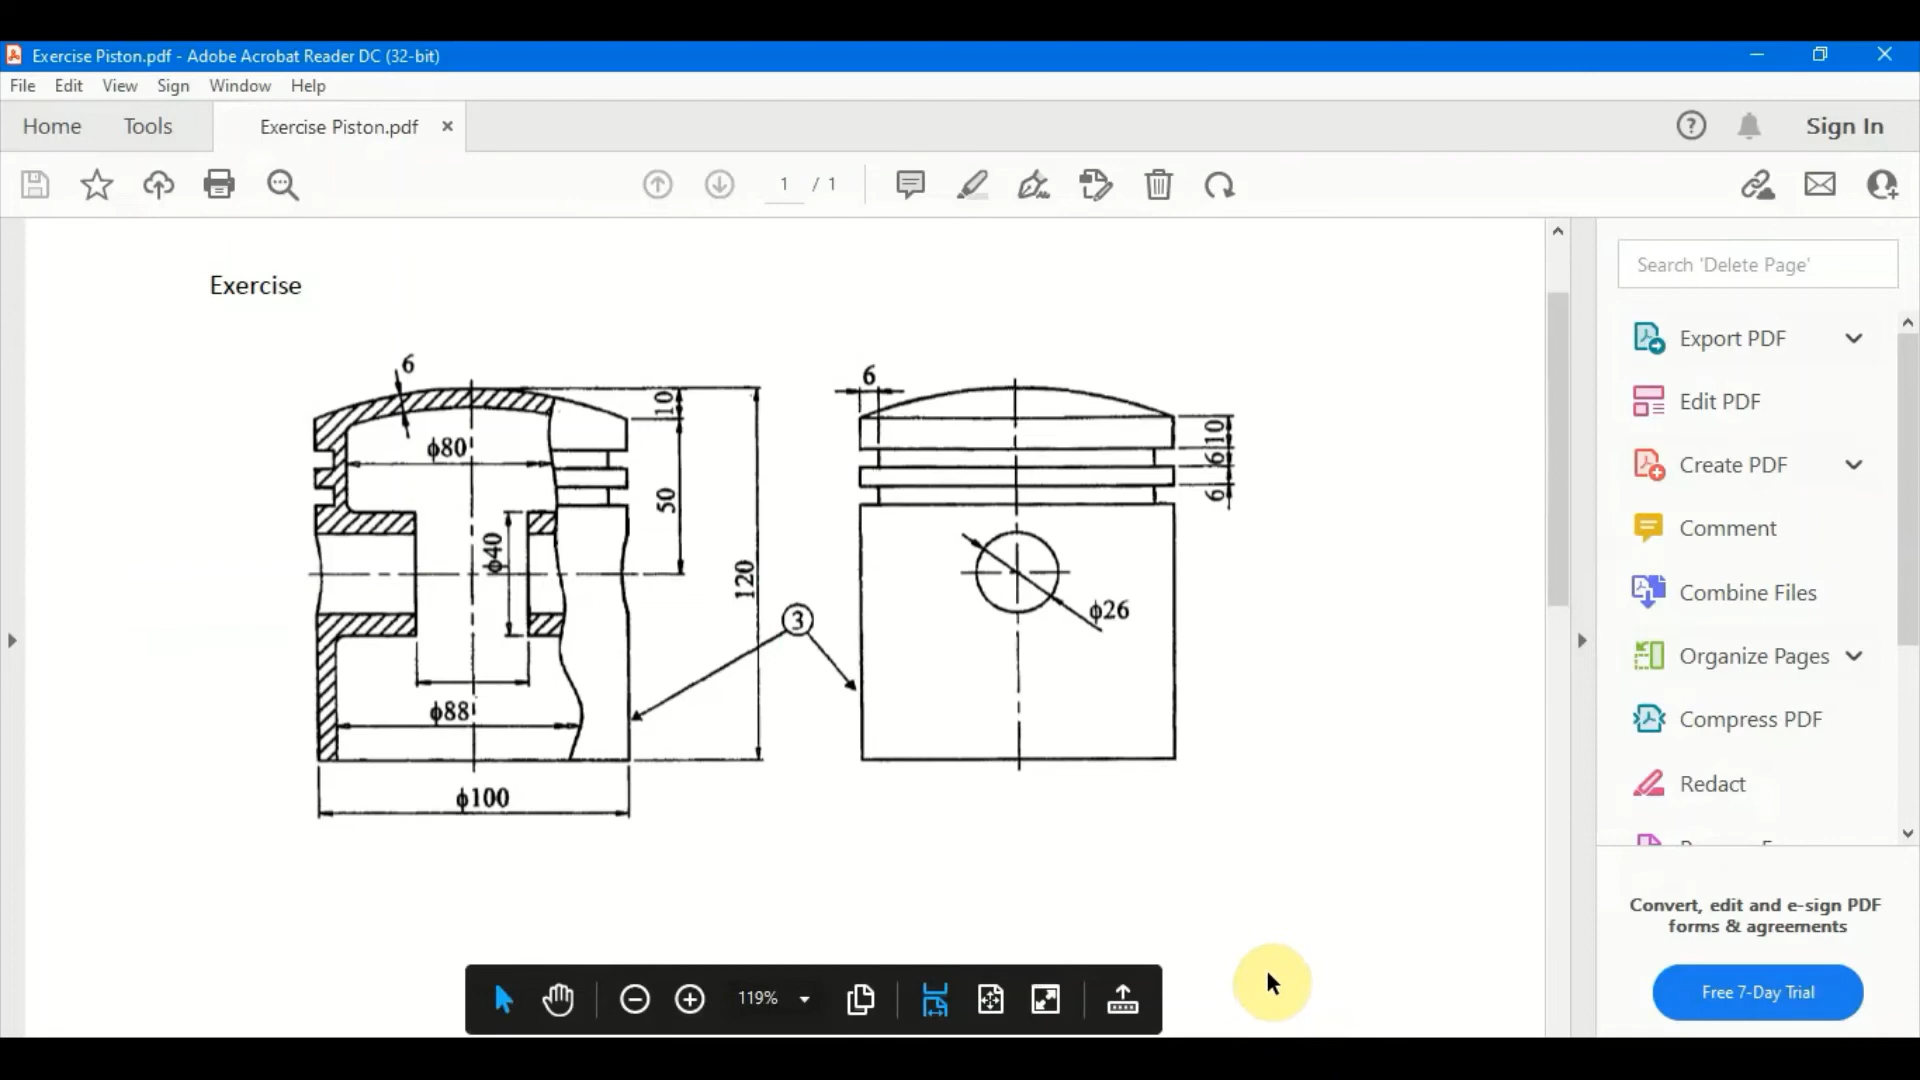 Exercise Piston.pdf - Adobe Acrobat Reader DC (32-bit)
File Edit View Sign Window Help
Home Tools Exercise Piston.pdf × Sign In
1 / 1
Exercise
6
10
ϕ80
50
ϕ40
120
ϕ88
ϕ100
3
6
10
6
6
ϕ26
Search 'Delete Page'
Export PDF
Edit PDF
Create PDF
Comment
Combine Files
Organize Pages
Compress PDF
Redact
Convert, edit and e-sign PDF
forms & agreements
Free 7-Day Trial
119%